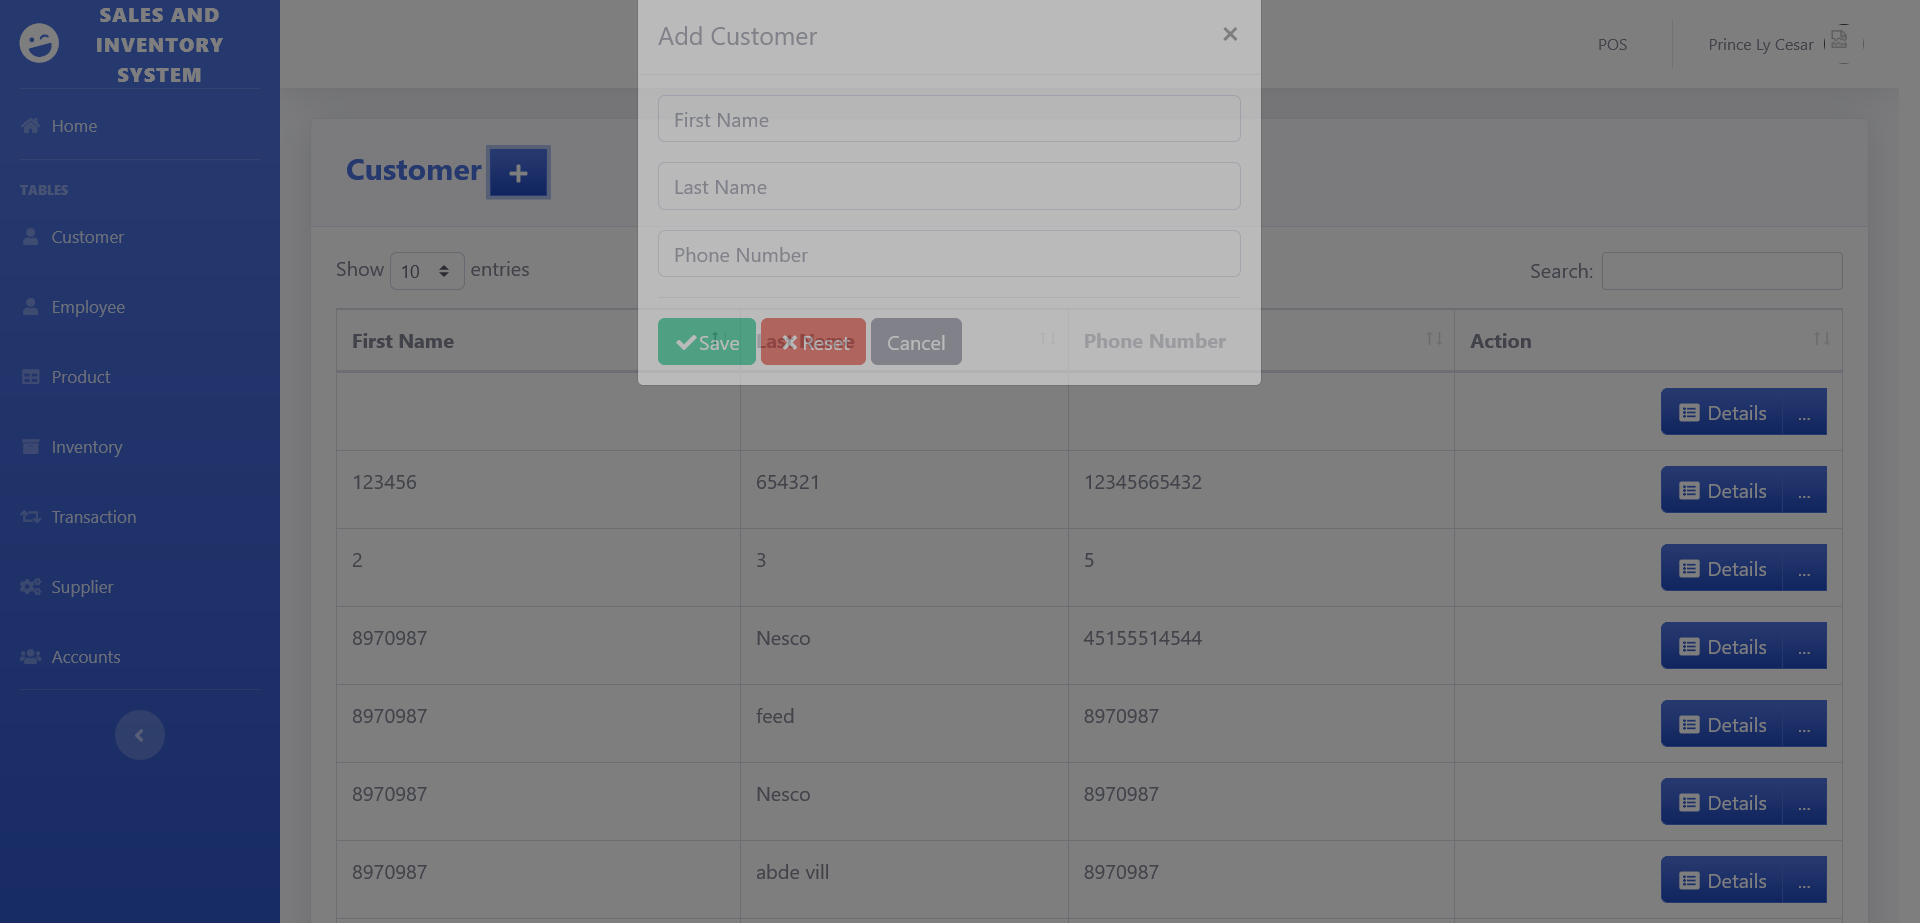 SALES AND
INVENTORY
SYSTEM
Home
TABLES
Customer
Employee
Product
Inventory
Transaction
Supplier
Accounts
POS
Prince Ly Cesar
Add Customer
×
First Name
Last Name
Phone Number
Save
Reset
Cancel
Customer
Show 10 entries
Search:
First Name Last Name Phone Number Action
Details ...
123456 654321 12345665432 Details ...
2 3 5 Details ...
8970987 Nesco 45155514544 Details ...
8970987 feed 8970987 Details ...
8970987 Nesco 8970987 Details ...
8970987 abde vill 8970987 Details ...